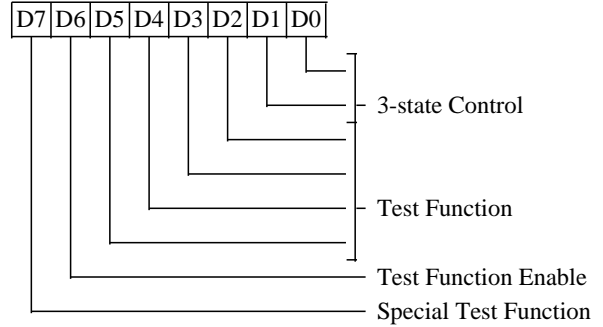 D7 D6 D5 D4 D3 D2 D1 D0
3-state Control
Test Function
Test Function Enable
Special Test Function